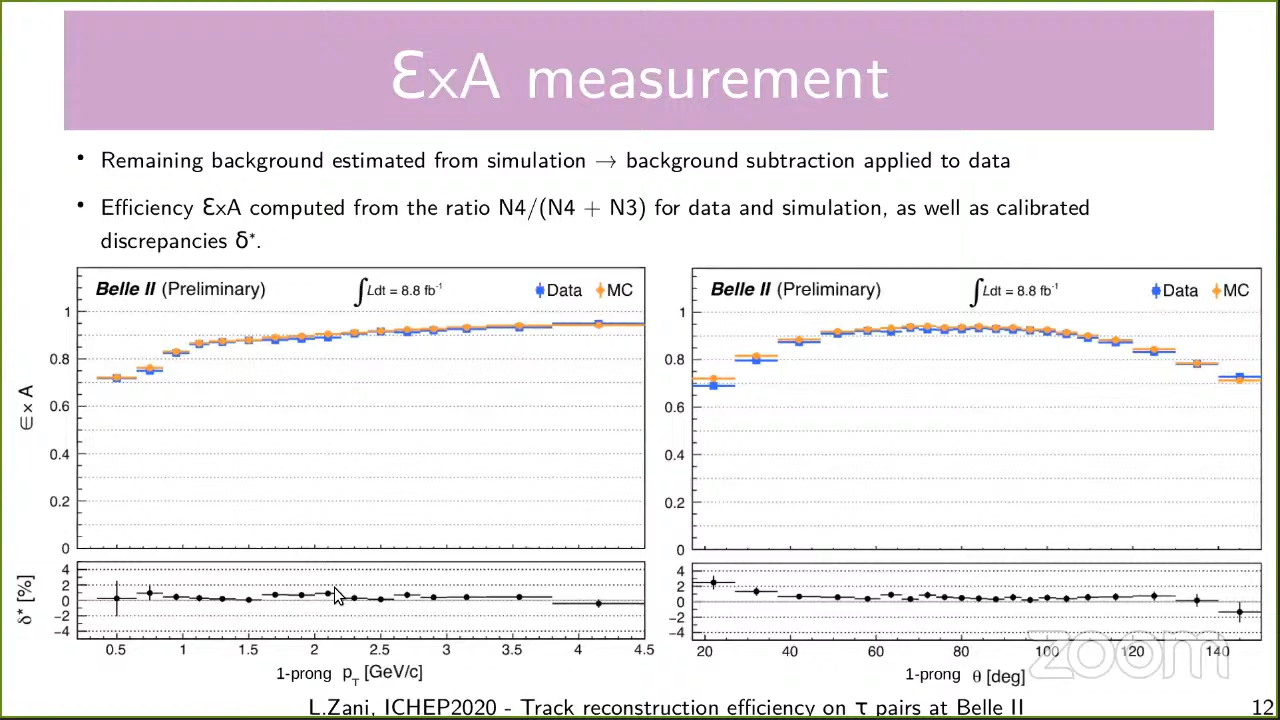 ƐxA measurement
• Remaining background estimated from simulation → background subtraction applied to data
• Efficiency ƐxA computed from the ratio N4/(N4 + N3) for data and simulation, as well as calibrated
discrepancies δ*.
Belle II (Preliminary) ∫Ldt = 8.8 fb⁻¹ Data MC
1
0.8
0.6
0.4
0.2
0
∈ x A
4
2
0
−2
−4
δ* [%]
0.5 1 1.5 2 2.5 3 3.5 4 4.5
1-prong p_T [GeV/c]
Belle II (Preliminary) ∫Ldt = 8.8 fb⁻¹ Data MC
1
0.8
0.6
0.4
0.2
0
4
2
0
−2
−4
20 40 60 80 100 120 140
1-prong θ [deg]
zoom
L.Zani, ICHEP2020 - Track reconstruction efficiency on τ pairs at Belle II 12